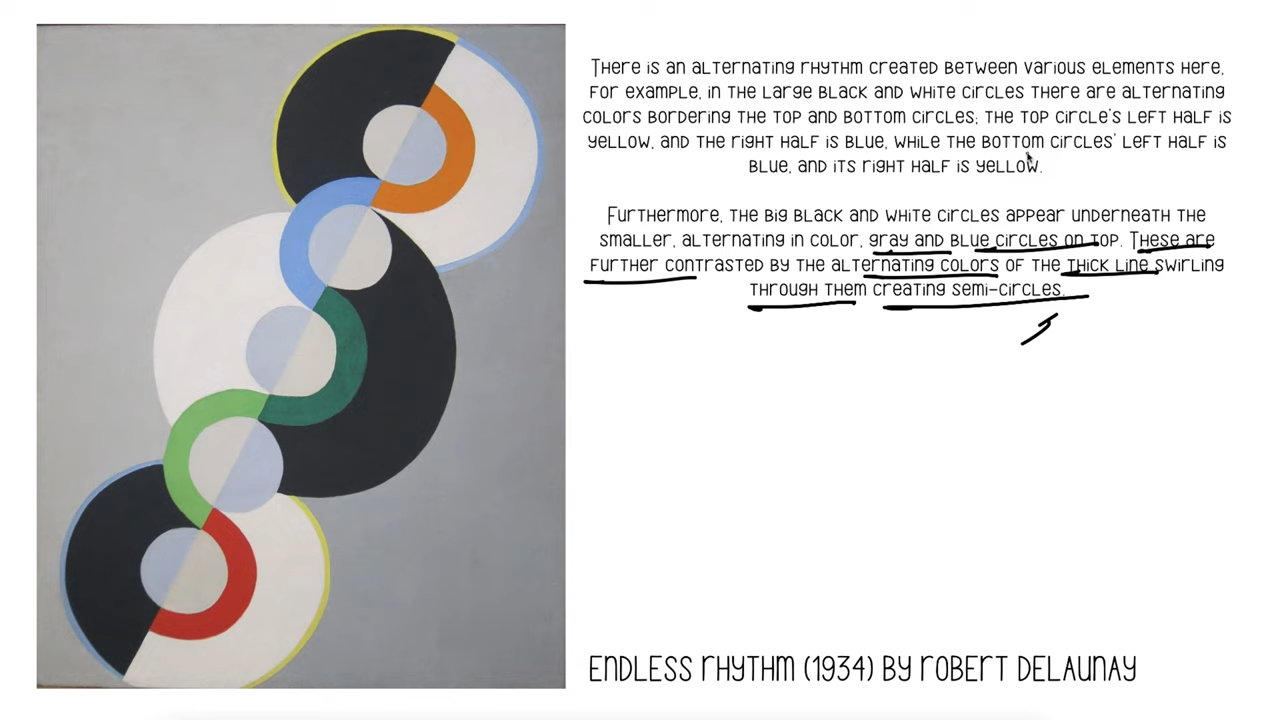 There is an alternating rhythm created between various elements here.
For example, in the large black and white circles there are alternating
colors bordering the top and bottom circles; the top circle's left half is
yellow, and the right half is blue, while the bottom circles' left half is
blue, and its right half is yellow.
Furthermore, the big black and white circles appear underneath the
smaller, alternating in color, gray and blue circles on top. These are
further contrasted by the alternating colors of the thick line swirling
through them creating semi-circles.
Endless Rhythm (1934) by Robert Delaunay